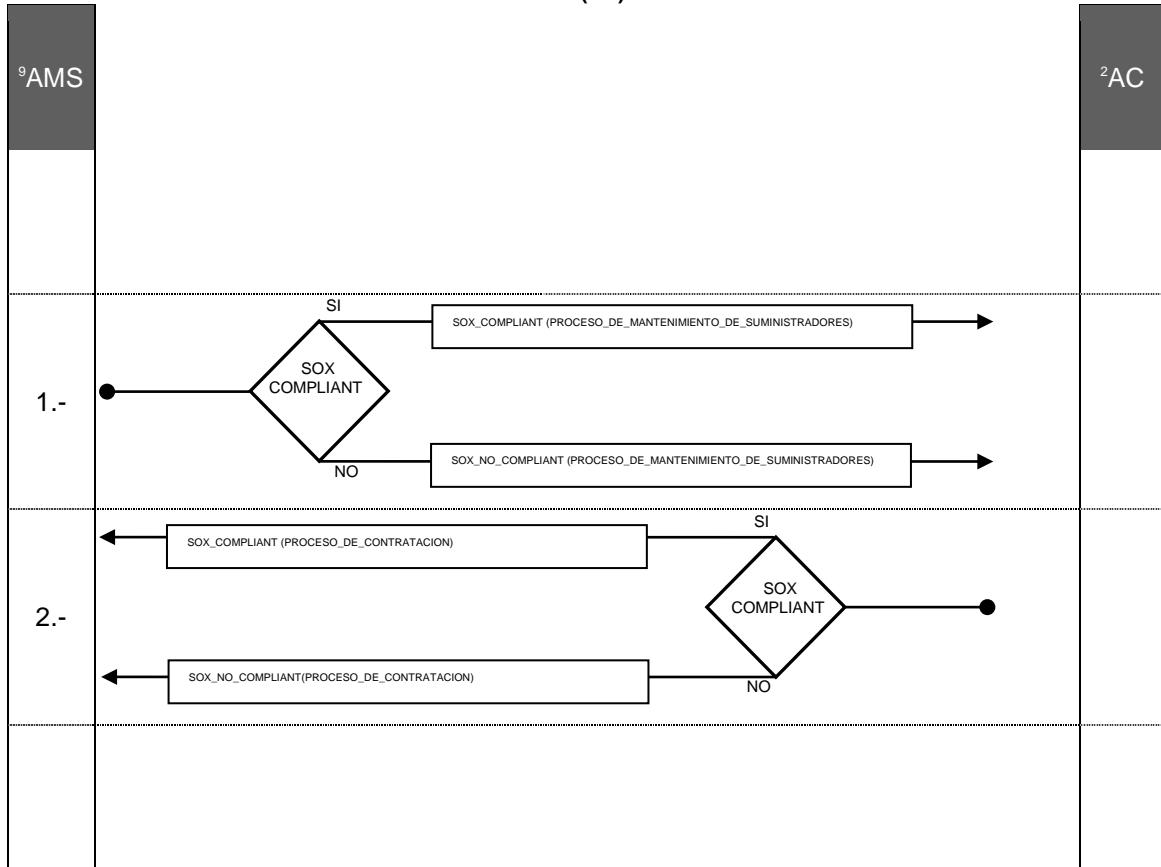 ⁹AMS
²AC
SI
SOX_COMPLIANT (PROCESO_DE_MANTENIMIENTO_DE_SUMINISTRADORES)
SOX
COMPLIANT
1.-
SOX_NO_COMPLIANT (PROCESO_DE_MANTENIMIENTO_DE_SUMINISTRADORES)
NO
SI
SOX_COMPLIANT (PROCESO_DE_CONTRATACION)
SOX
COMPLIANT
2.-
SOX_NO_COMPLIANT(PROCESO_DE_CONTRATACION)
NO